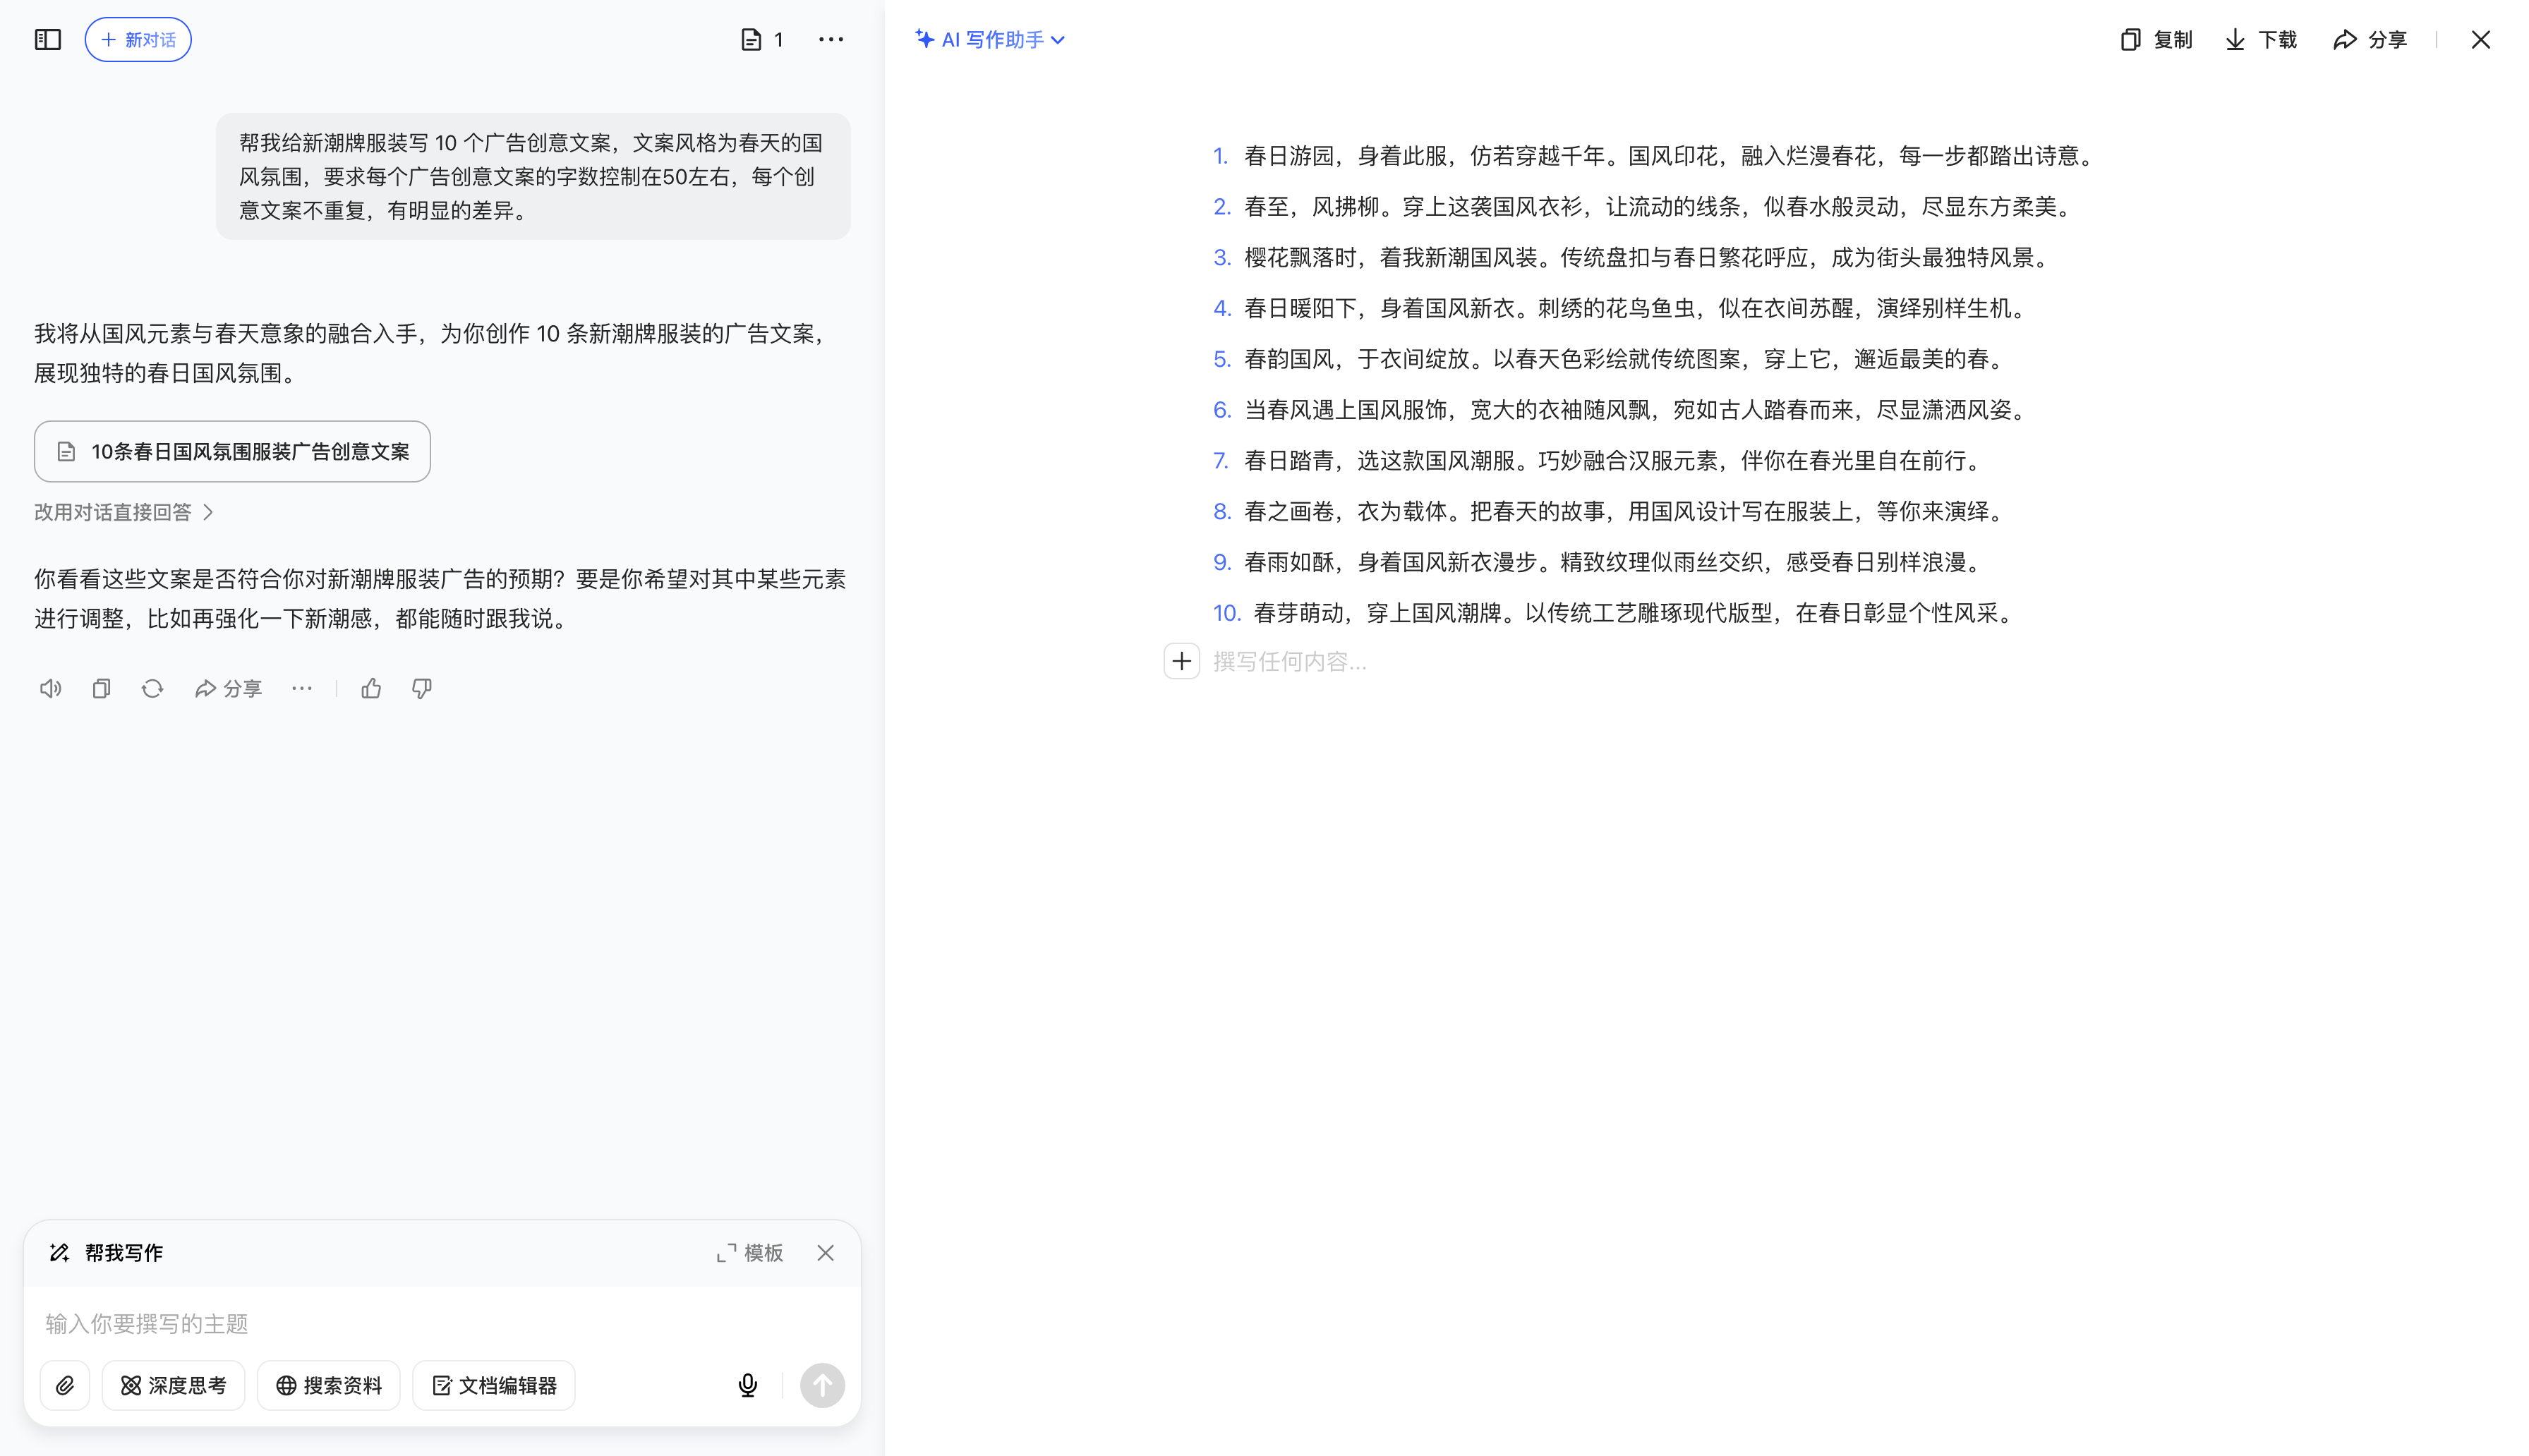 新对话
1
帮我给新潮牌服装写 10 个广告创意文案，文案风格为春天的国
风氛围，要求每个广告创意文案的字数控制在50左右，每个创
意文案不重复，有明显的差异。
我将从国风元素与春天意象的融合入手，为你创作 10 条新潮牌服装的广告文案，
展现独特的春日国风氛围。
10条春日国风氛围服装广告创意文案
改用对话直接回答
你看看这些文案是否符合你对新潮牌服装广告的预期？要是你希望对其中某些元素
进行调整，比如再强化一下新潮感，都能随时跟我说。
分享
帮我写作
模板
输入你要撰写的主题
深度思考
搜索资料
文档编辑器
AI 写作助手
复制
下载
分享
1. 春日游园，身着此服，仿若穿越千年。国风印花，融入烂漫春花，每一步都踏出诗意。
2. 春至，风拂柳。穿上这袭国风衣衫，让流动的线条，似春水般灵动，尽显东方柔美。
3. 樱花飘落时，着我新潮国风装。传统盘扣与春日繁花呼应，成为街头最独特风景。
4. 春日暖阳下，身着国风新衣。刺绣的花鸟鱼虫，似在衣间苏醒，演绎别样生机。
5. 春韵国风，于衣间绽放。以春天色彩绘就传统图案，穿上它，邂逅最美的春。
6. 当春风遇上国风服饰，宽大的衣袖随风飘，宛如古人踏春而来，尽显潇洒风姿。
7. 春日踏青，选这款国风潮服。巧妙融合汉服元素，伴你在春光里自在前行。
8. 春之画卷，衣为载体。把春天的故事，用国风设计写在服装上，等你来演绎。
9. 春雨如酥，身着国风新衣漫步。精致纹理似雨丝交织，感受春日别样浪漫。
10. 春芽萌动，穿上国风潮牌。以传统工艺雕琢现代版型，在春日彰显个性风采。
撰写任何内容...